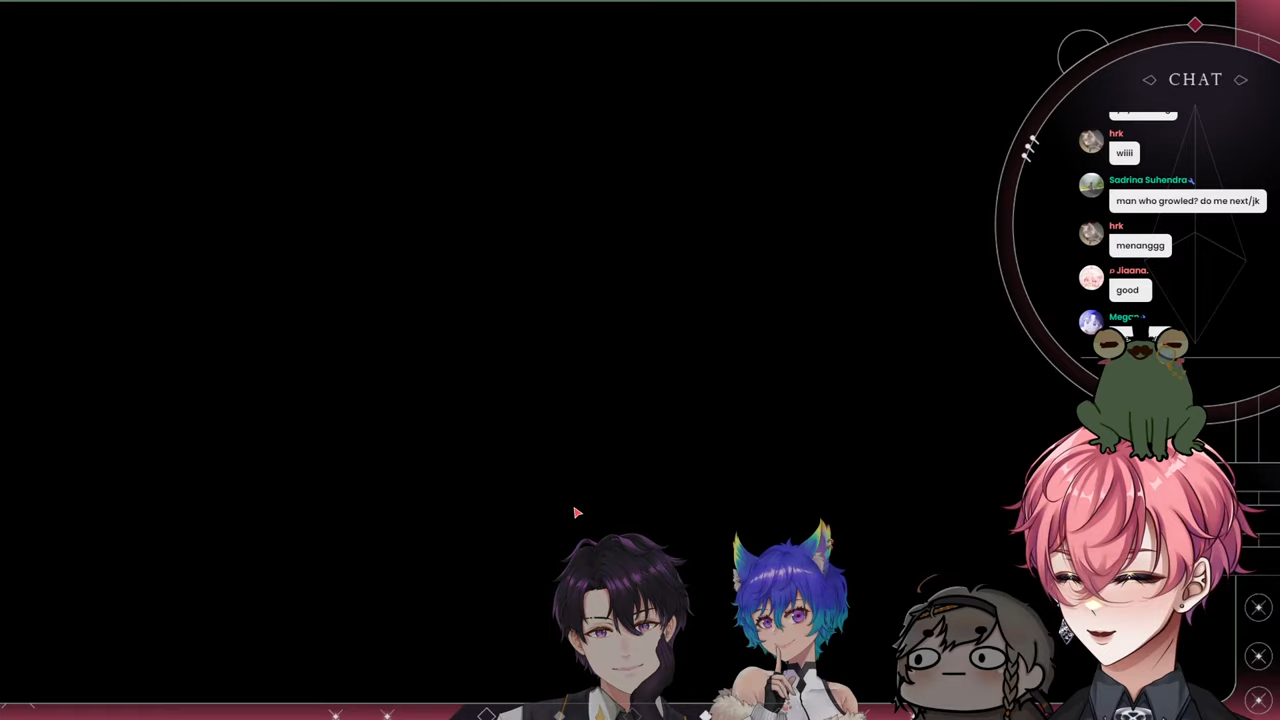 CHAT
hrk
wiiii
Sadrina Suhendra
man who growled? do me next/jk
hrk
menanggg
Jiaana.
good